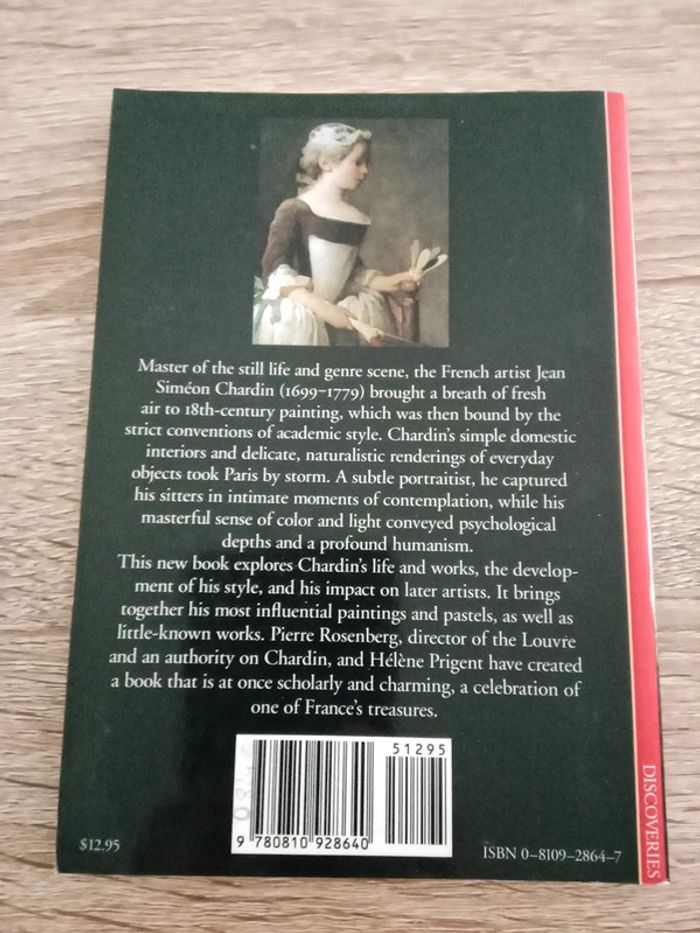 Master of the still life and genre scene, the French artist Jean
Siméon Chardin (1699–1779) brought a breath of fresh
air to 18th-century painting, which was then bound by the
strict conventions of academic style. Chardin's simple domestic
interiors and delicate, naturalistic renderings of everyday
objects took Paris by storm. A subtle portraitist, he captured
his sitters in intimate moments of contemplation, while his
masterful sense of color and light conveyed psychological
depths and a profound humanism.
This new book explores Chardin's life and works, the develop-
ment of his style, and his impact on later artists. It brings
together his most influential paintings and pastels, as well as
little-known works. Pierre Rosenberg, director of the Louvre
and an authority on Chardin, and Hélène Prigent have created
a book that is at once scholarly and charming, a celebration of
one of France's treasures.
51295
9 780810 928640
$12.95
ISBN 0–8109–2864–7
DISCOVERIES